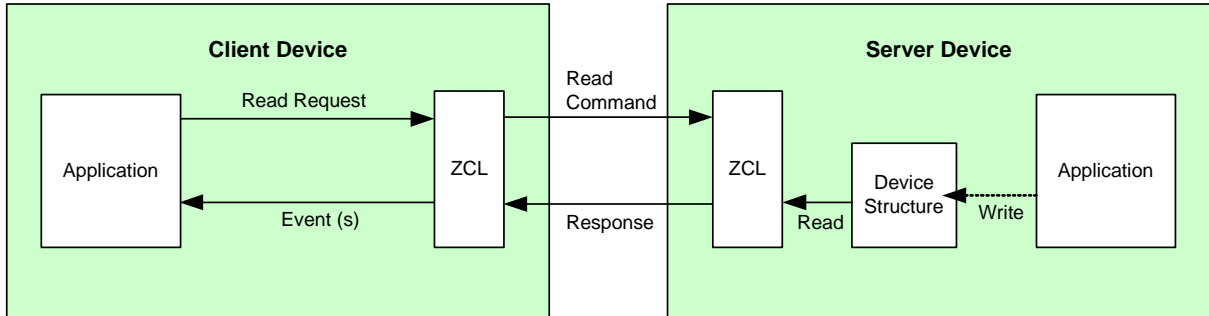 Client Device
Server Device
Read Request
Read
Command
Application
ZCL
ZCL
Device
Structure
Application
Event (s)
Response
Read
Write